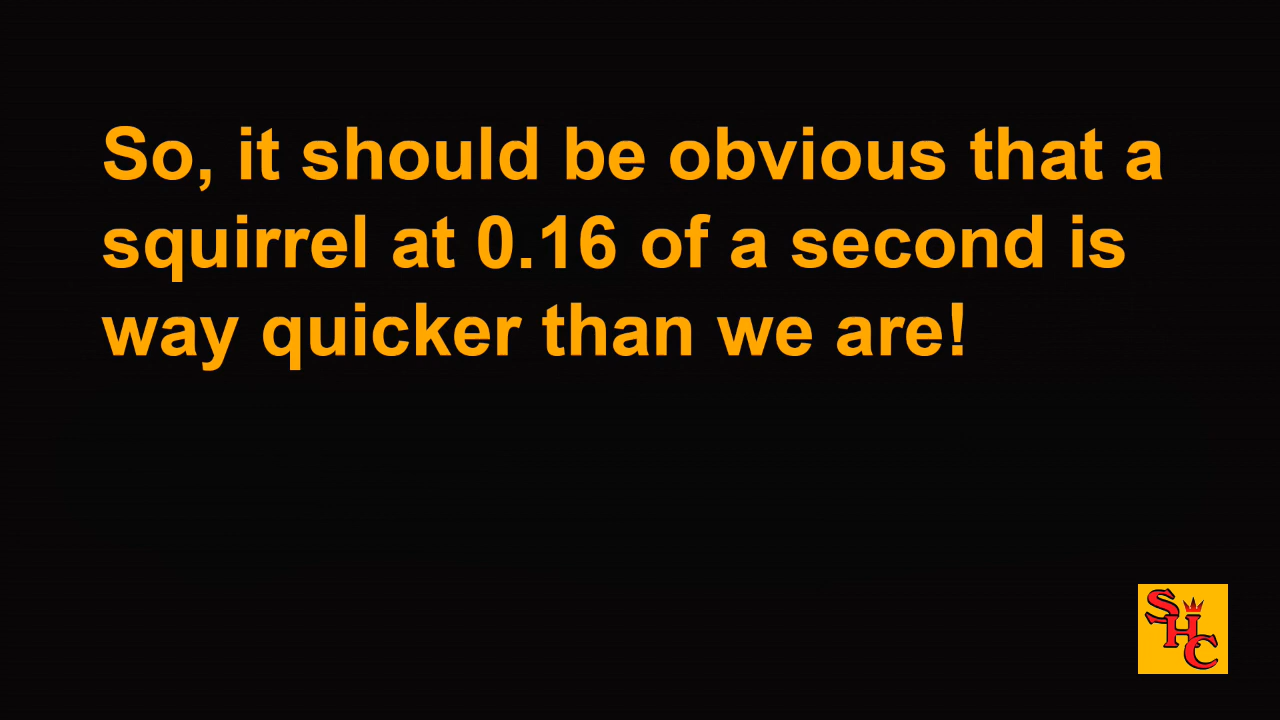 So, it should be obvious that a
squirrel at 0.16 of a second is
way quicker than we are!
SHC